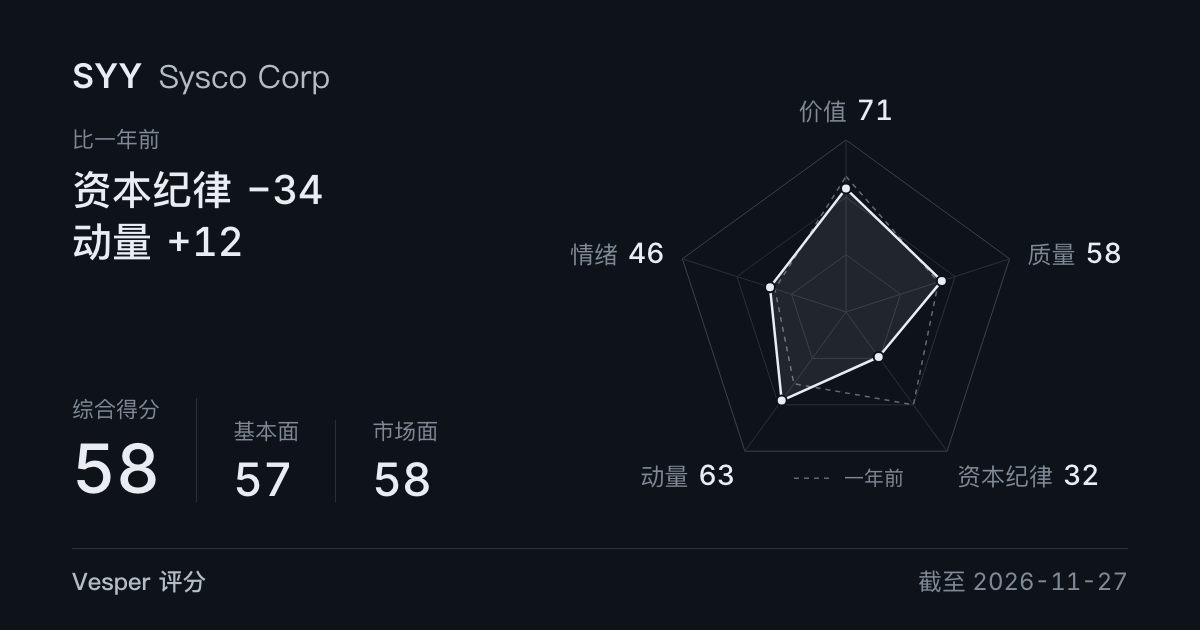 SYY Sysco Corp
比一年前
资本纪律 −34
动量 +12
综合得分
58
基本面
57
市场面
58
价值 71
情绪 46
质量 58
动量 63
一年前
资本纪律 32
Vesper 评分
截至 2026-11-27